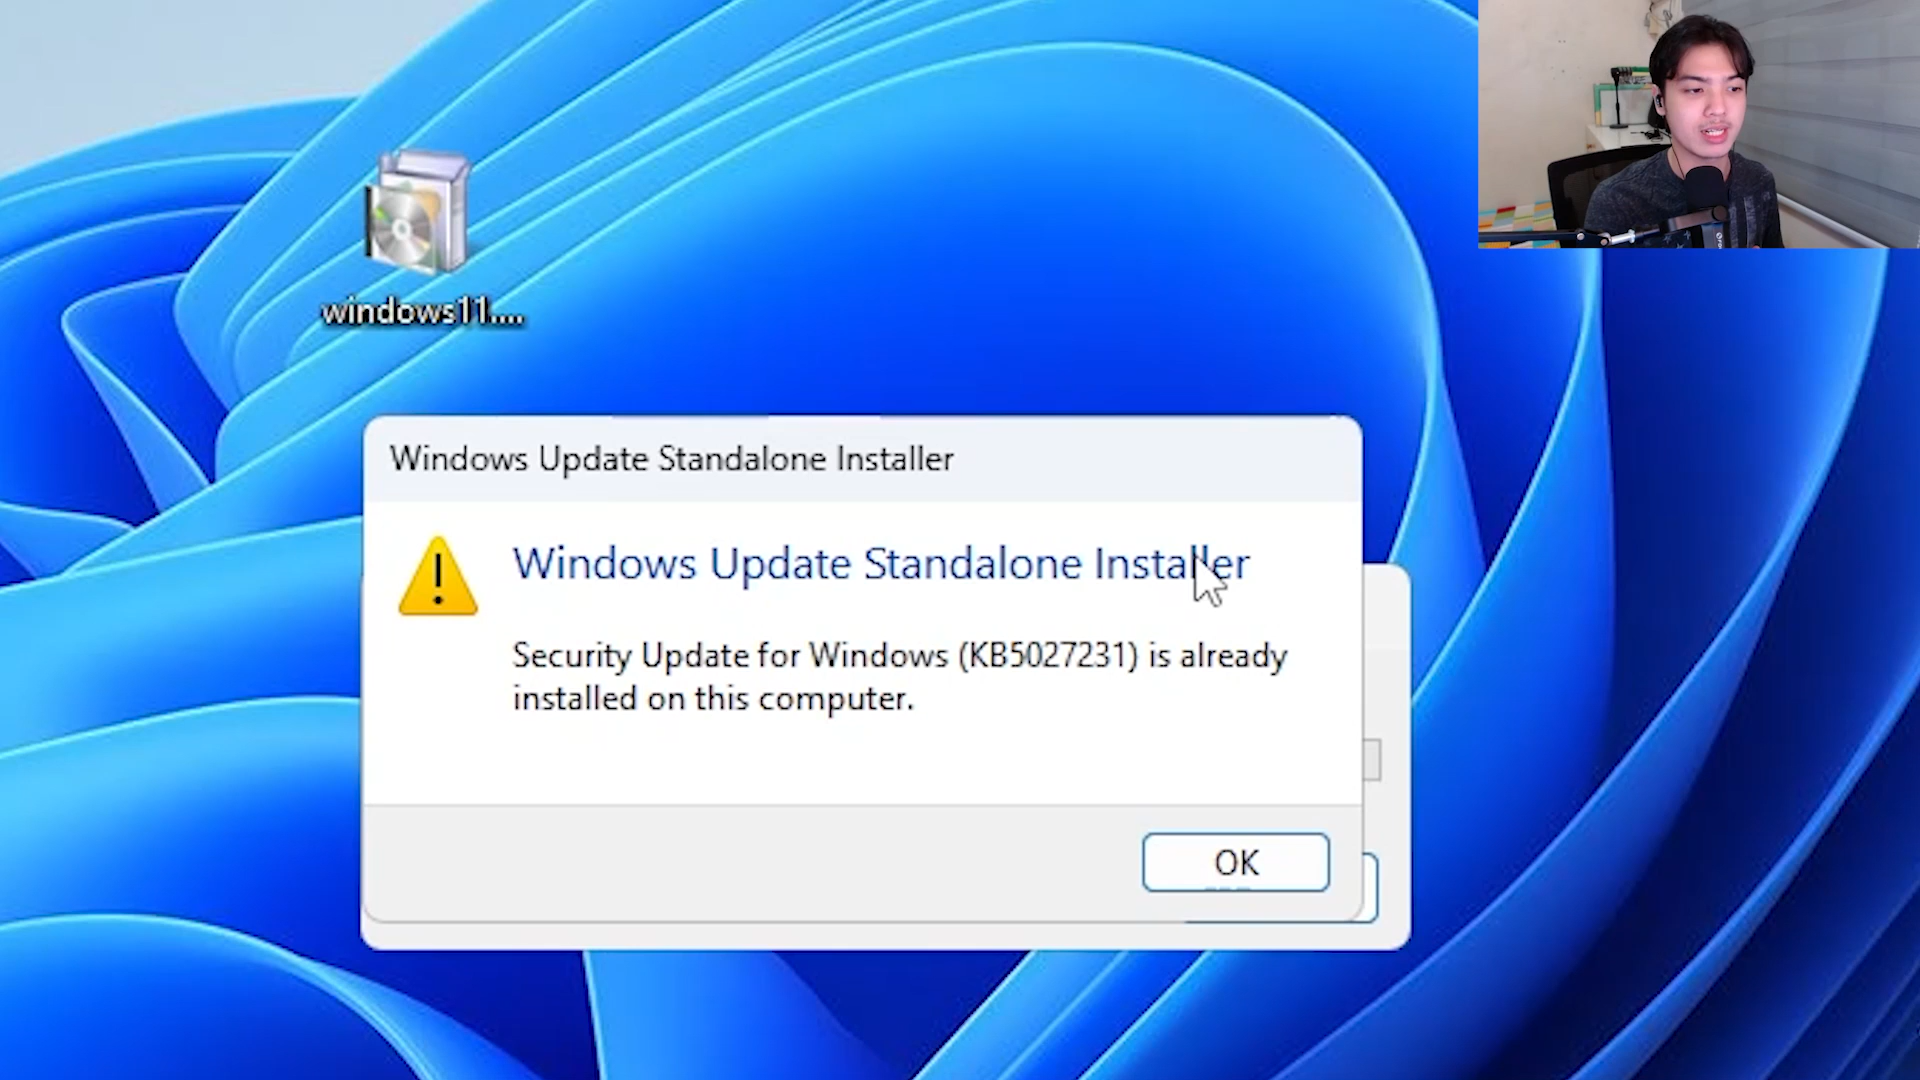 windows11....
Windows Update Standalone Installer
Windows Update Standalone Installer
Security Update for Windows (KB5027231) is already
installed on this computer.
OK